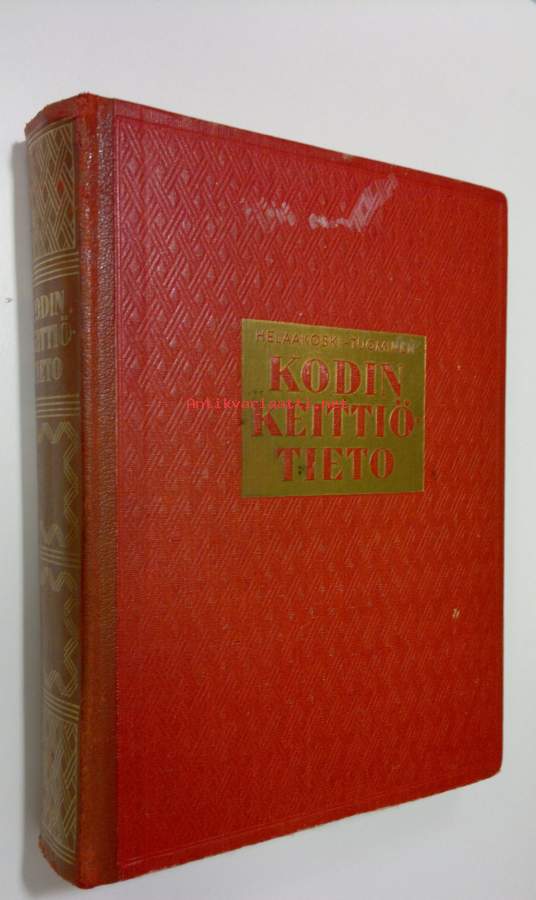 KODIN
KEITTIÖ-
TIETO
HELAAKOSKI-TUOMINEN
KODIN
KEITTIÖ
TIETO
Antikvariaatti.net